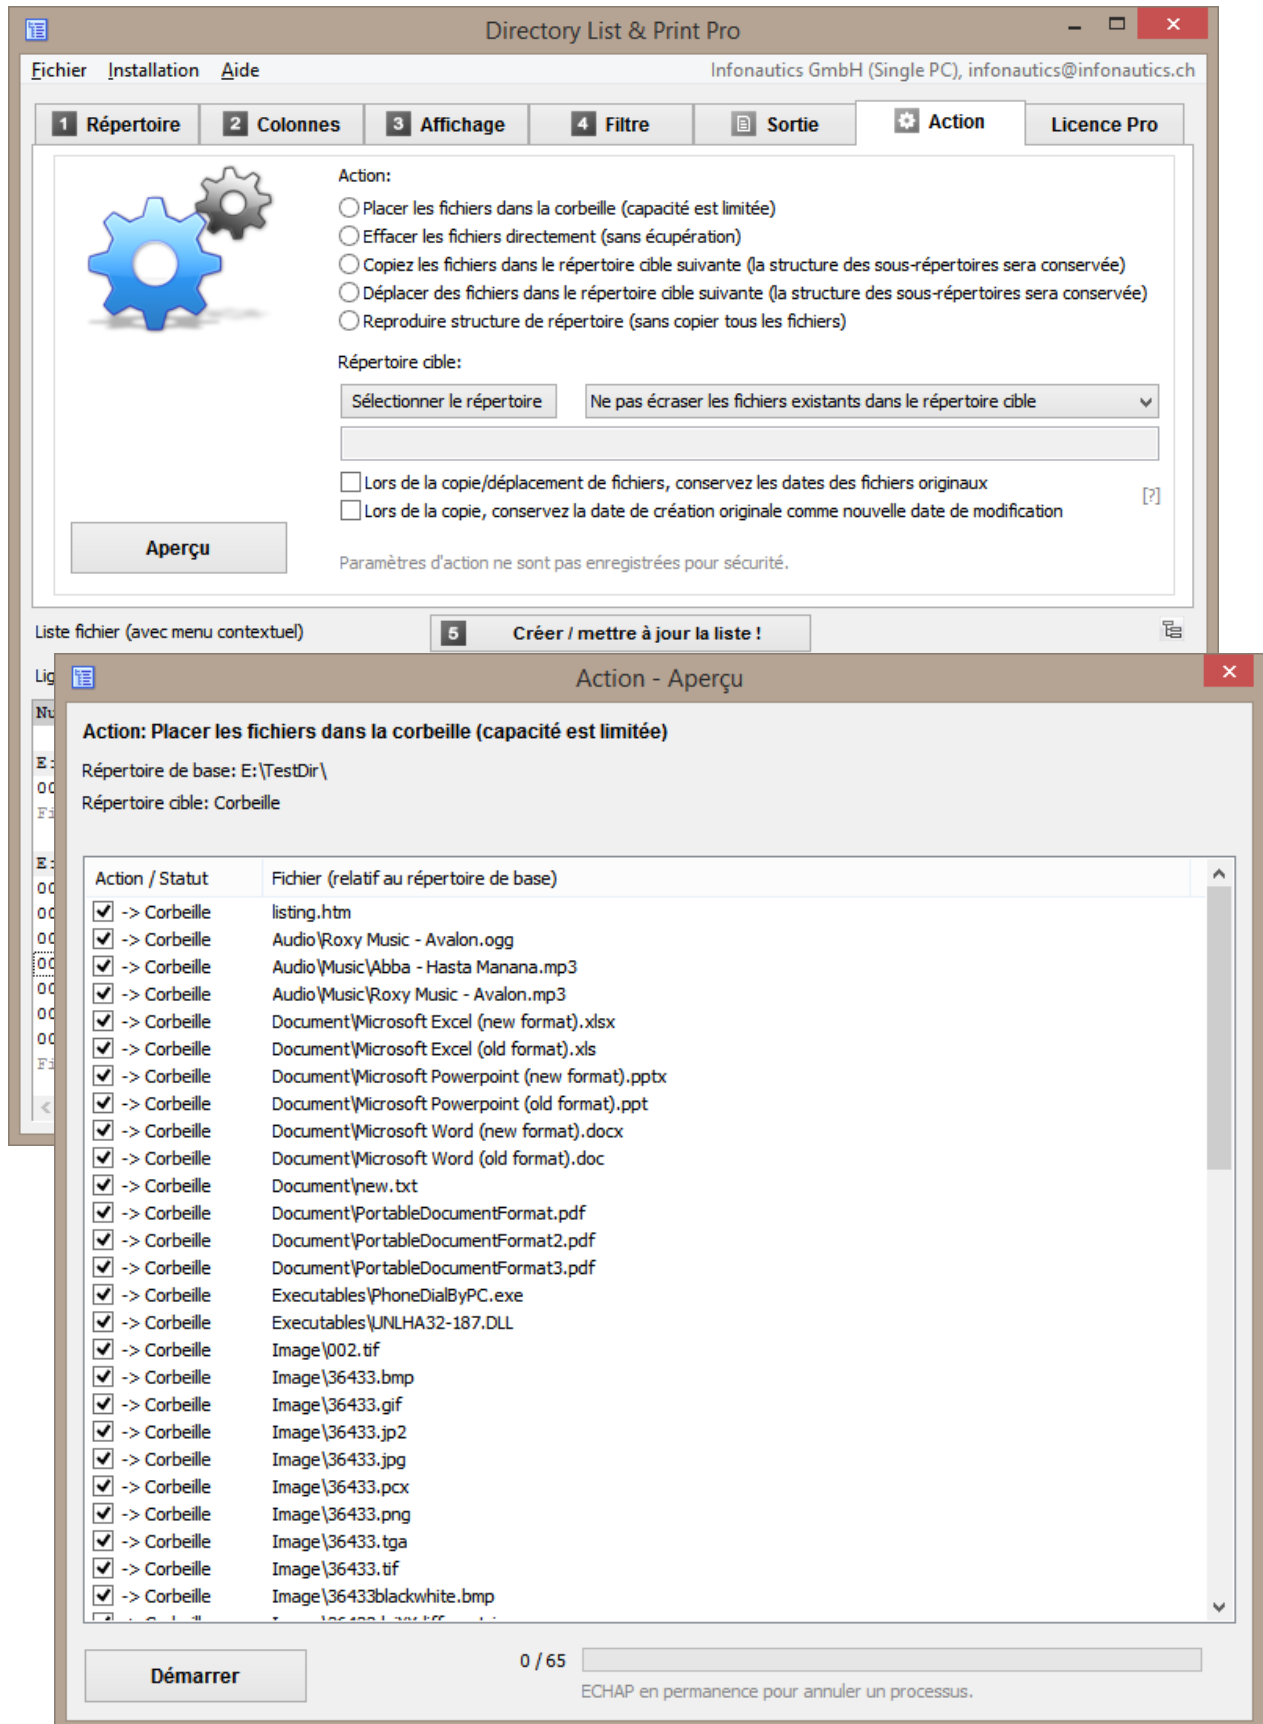 Directory List & Print Pro
Fichier Installation Aide Infonautics GmbH (Single PC), infonautics@infonautics.ch
1 Répertoire 2 Colonnes 3 Affichage 4 Filtre Sortie Action Licence Pro
Action:
Placer les fichiers dans la corbeille (capacité est limitée)
Effacer les fichiers directement (sans écupération)
Copiez les fichiers dans le répertoire cible suivante (la structure des sous-répertoires sera conservée)
Déplacer des fichiers dans le répertoire cible suivante (la structure des sous-répertoires sera conservée)
Reproduire structure de répertoire (sans copier tous les fichiers)
Répertoire cible:
Sélectionner le répertoire Ne pas écraser les fichiers existants dans le répertoire cible
Lors de la copie/déplacement de fichiers, conservez les dates des fichiers originaux
[?]
Lors de la copie, conservez la date de création originale comme nouvelle date de modification
Aperçu
Paramètres d'action ne sont pas enregistrées pour sécurité.
Liste fichier (avec menu contextuel) 5 Créer / mettre à jour la liste !
Action - Aperçu
Action: Placer les fichiers dans la corbeille (capacité est limitée)
Répertoire de base: E:\TestDir\
Répertoire cible: Corbeille
Action / Statut Fichier (relatif au répertoire de base)
-> Corbeille listing.htm
-> Corbeille Audio\Roxy Music - Avalon.ogg
-> Corbeille Audio\Music\Abba - Hasta Manana.mp3
-> Corbeille Audio\Music\Roxy Music - Avalon.mp3
-> Corbeille Document\Microsoft Excel (new format).xlsx
-> Corbeille Document\Microsoft Excel (old format).xls
-> Corbeille Document\Microsoft Powerpoint (new format).pptx
-> Corbeille Document\Microsoft Powerpoint (old format).ppt
-> Corbeille Document\Microsoft Word (new format).docx
-> Corbeille Document\Microsoft Word (old format).doc
-> Corbeille Document\new.txt
-> Corbeille Document\PortableDocumentFormat.pdf
-> Corbeille Document\PortableDocumentFormat2.pdf
-> Corbeille Document\PortableDocumentFormat3.pdf
-> Corbeille Executables\PhoneDialByPC.exe
-> Corbeille Executables\UNLHA32-187.DLL
-> Corbeille Image\002.tif
-> Corbeille Image\36433.bmp
-> Corbeille Image\36433.gif
-> Corbeille Image\36433.jp2
-> Corbeille Image\36433.jpg
-> Corbeille Image\36433.pcx
-> Corbeille Image\36433.png
-> Corbeille Image\36433.tga
-> Corbeille Image\36433.tif
-> Corbeille Image\36433blackwhite.bmp
0 / 65
Démarrer
ECHAP en permanence pour annuler un processus.